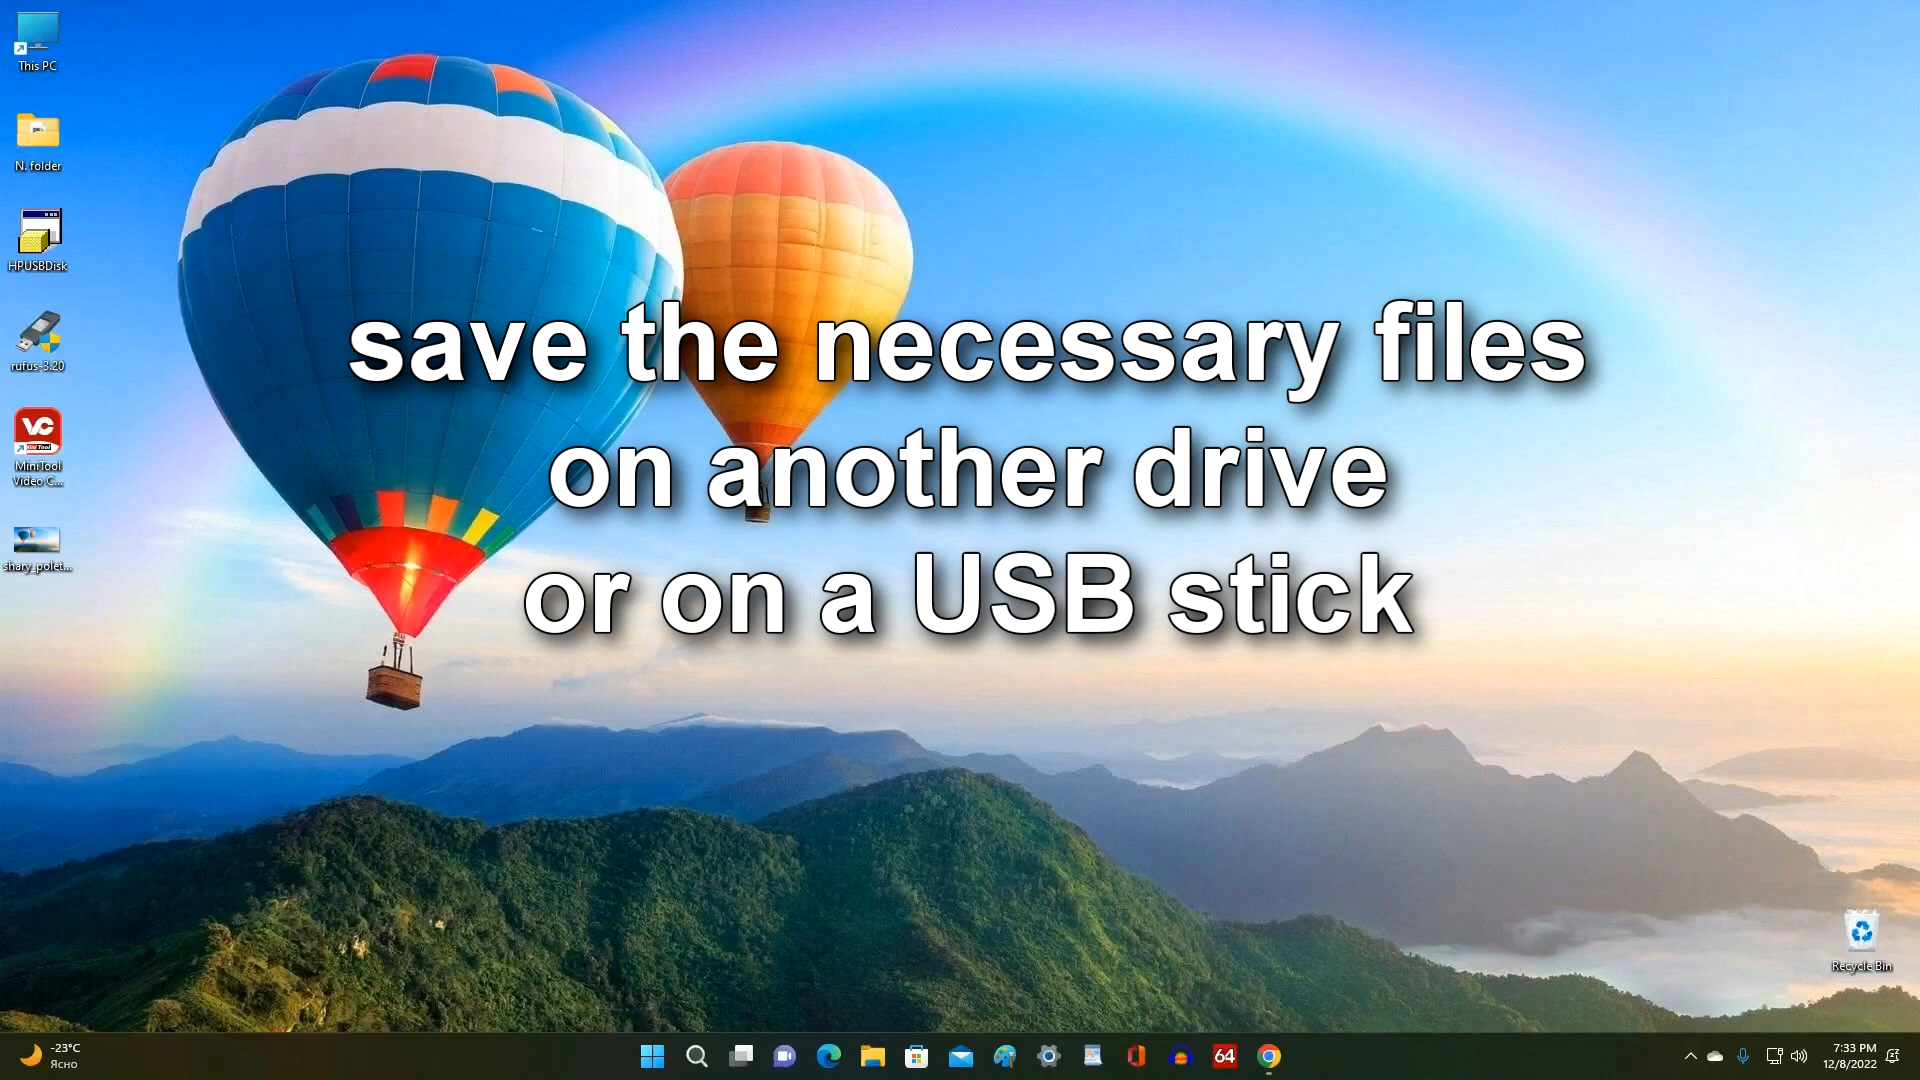 This PC
N. folder
HPUSBDisk
rufus-3.20
VC
MiniTool
Video C...
shary_polet...
save the necessary files
on another drive
or on a USB stick
Recycle Bin
-23°C
Ясно
64
7:33 PM
12/8/2022